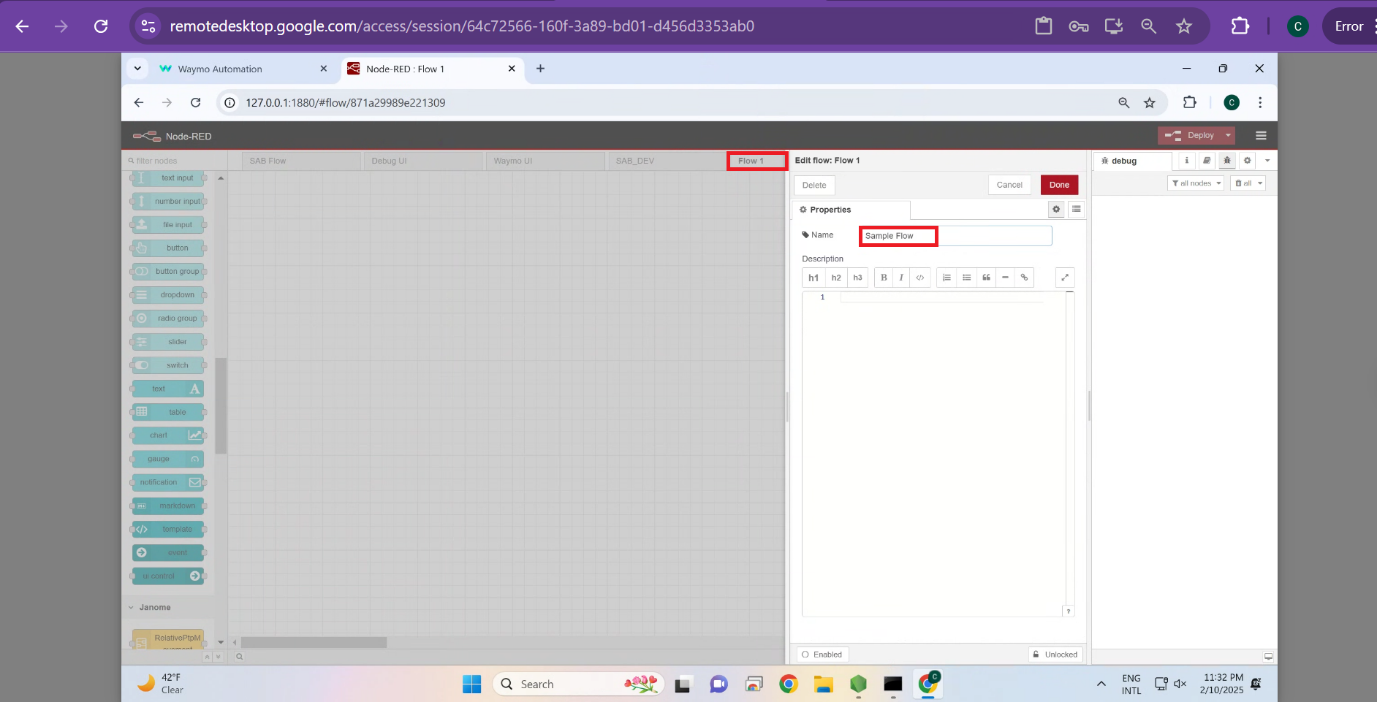 remotedesktop.google.com/access/session/64c72566-160f-3a89-bd01-d456d3353ab0
C
Error
Waymo Automation
Node-RED : Flow 1
127.0.0.1:1880/#flow/871a29989e221309
C
Node-RED
Deploy
filter nodes
SAB Flow
Debug UI
Waymo UI
SAB_DEV
Flow 1
Edit flow: Flow 1
debug
i
text input
Delete
Cancel
Done
all nodes
all
number input
Properties
file input
Name
Sample Flow
button
Description
button group
h1
h2
h3
B
I
dropdown
1
radio group
slider
switch
text
A
table
chart
gauge
notification
markdown
template
event
ui control
Janome
?
RelativePtpM
ovement
Enabled
Unlocked
42°F
Clear
Search
C
ENG
INTL
11:32 PM
2/10/2025